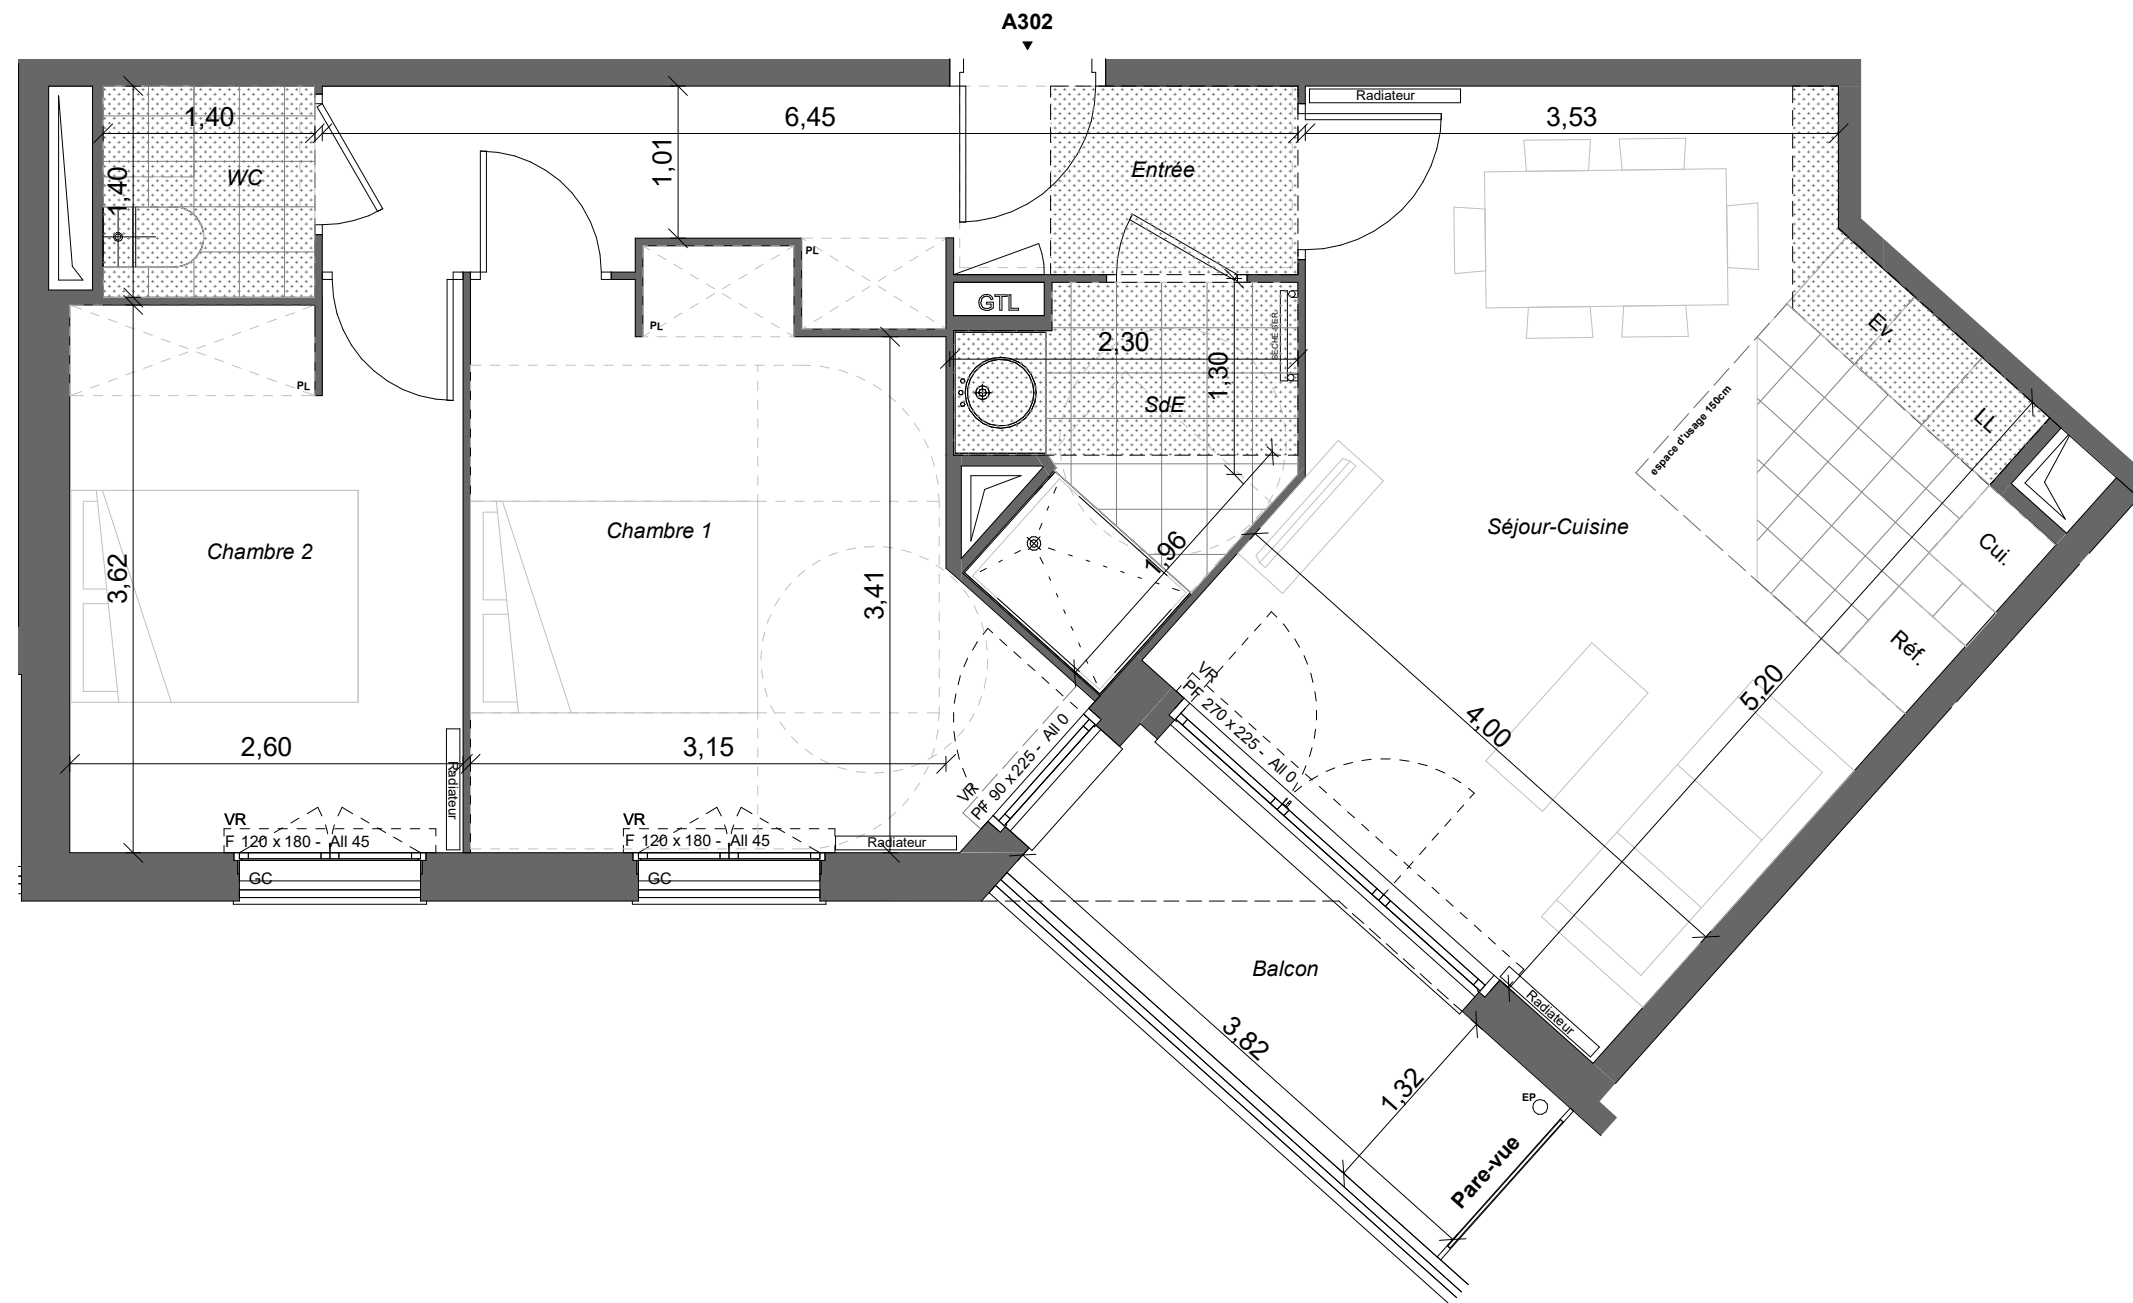 A302
Radiateur
1,40
6,45
3,53
1,01
1,40
WC
Entrée
PL
PL
GTL
2,30
SÈCHE-SER.
1,30
SdE
Ev.
LL
espace d'usage 150cm
PL
Chambre 2
Chambre 1
Séjour-Cuisine
Cui.
Réf.
3,62
3,41
1,96
2,60
3,15
4,00
5,20
Radiateur
VR
F 120 x 180 - All 45
GC
VR
F 120 x 180 - All 45
GC
Radiateur
VR
PF 90 x 225 - All 0
VR
PF 270 x 225 - All 0
Balcon
Radiateur
3,82
1,32
EP
Pare-vue